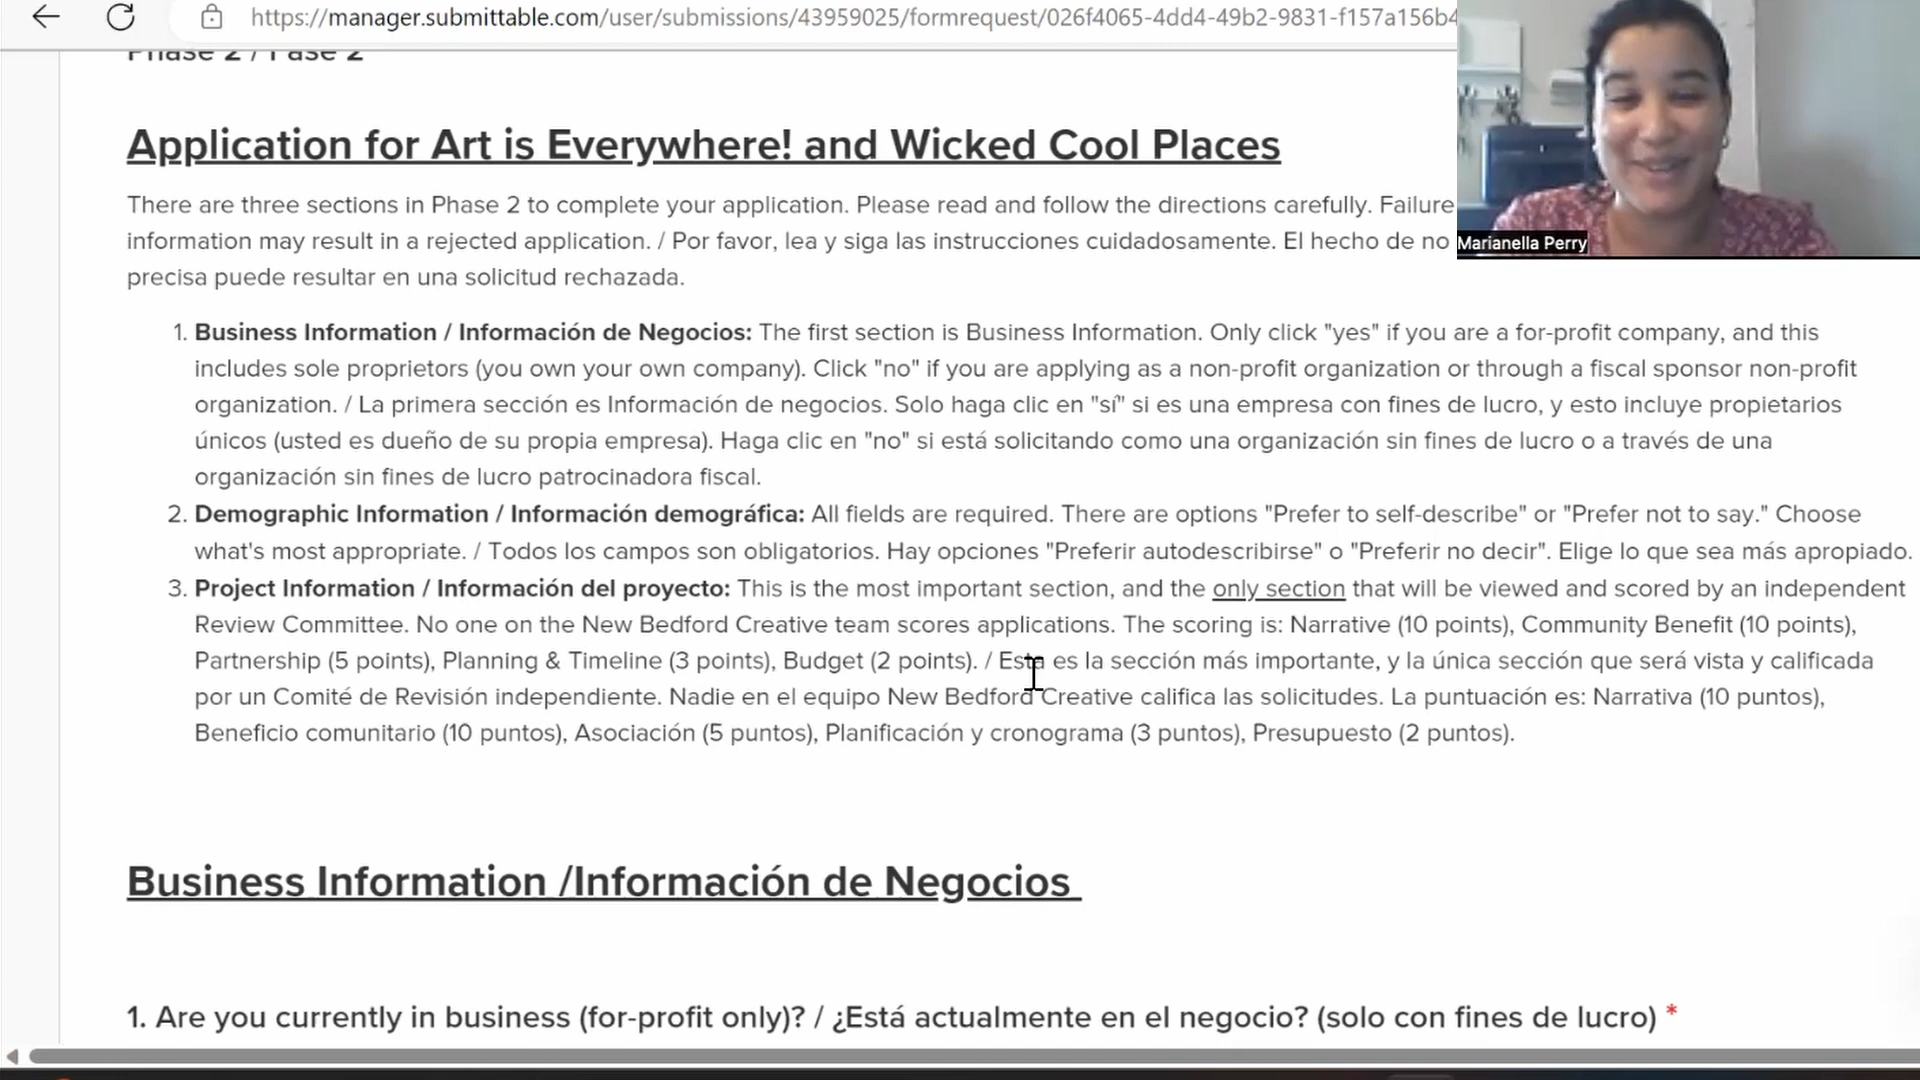 https://manager.submittable.com/user/submissions/43959025/formrequest/026f4065-4dd4-49b2-9831-f157a156b4
Phase 2 / Fase 2
Application for Art is Everywhere! and Wicked Cool Places
There are three sections in Phase 2 to complete your application. Please read and follow the directions carefully. Failure
information may result in a rejected application. / Por favor, lea y siga las instrucciones cuidadosamente. El hecho de no
precisa puede resultar en una solicitud rechazada.
Marianella Perry
1. Business Information / Información de Negocios: The first section is Business Information. Only click "yes" if you are a for-profit company, and this
includes sole proprietors (you own your own company). Click "no" if you are applying as a non-profit organization or through a fiscal sponsor non-profit
organization. / La primera sección es Información de negocios. Solo haga clic en "sí" si es una empresa con fines de lucro, y esto incluye propietarios
únicos (usted es dueño de su propia empresa). Haga clic en "no" si está solicitando como una organización sin fines de lucro o a través de una
organización sin fines de lucro patrocinadora fiscal.
2. Demographic Information / Información demográfica: All fields are required. There are options "Prefer to self-describe" or "Prefer not to say." Choose
what's most appropriate. / Todos los campos son obligatorios. Hay opciones "Preferir autodescribirse" o "Preferir no decir". Elige lo que sea más apropiado.
3. Project Information / Información del proyecto: This is the most important section, and the only section that will be viewed and scored by an independent
Review Committee. No one on the New Bedford Creative team scores applications. The scoring is: Narrative (10 points), Community Benefit (10 points),
Partnership (5 points), Planning & Timeline (3 points), Budget (2 points). / Esta es la sección más importante, y la única sección que será vista y calificada
por un Comité de Revisión independiente. Nadie en el equipo New Bedford Creative califica las solicitudes. La puntuación es: Narrativa (10 puntos),
Beneficio comunitario (10 puntos), Asociación (5 puntos), Planificación y cronograma (3 puntos), Presupuesto (2 puntos).
Business Information /Información de Negocios
1. Are you currently in business (for-profit only)? / ¿Está actualmente en el negocio? (solo con fines de lucro) *